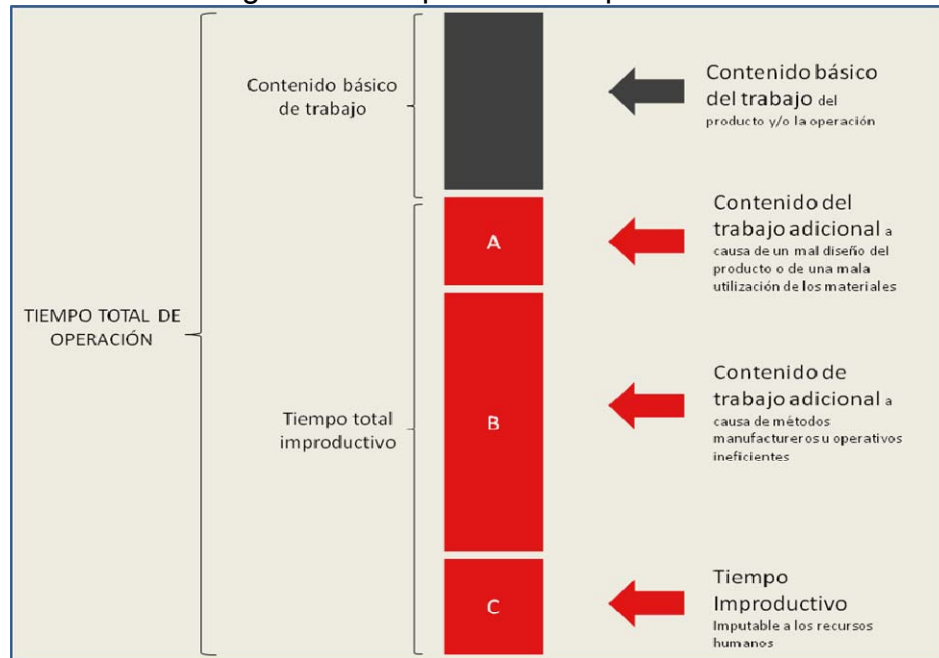 Contenido básico
de trabajo
Contenido básico
del trabajo del
producto y/o la operación
A
Contenido del
trabajo adicional a
causa de un mal diseño del
producto o de una mala
utilización de los materiales
TIEMPO TOTAL DE
OPERACIÓN
Tiempo total
improductivo
B
Contenido de
trabajo adicional a
causa de métodos
manufactureros u operativos
ineficientes
C
Tiempo
Improductivo
Imputable a los recursos
humanos